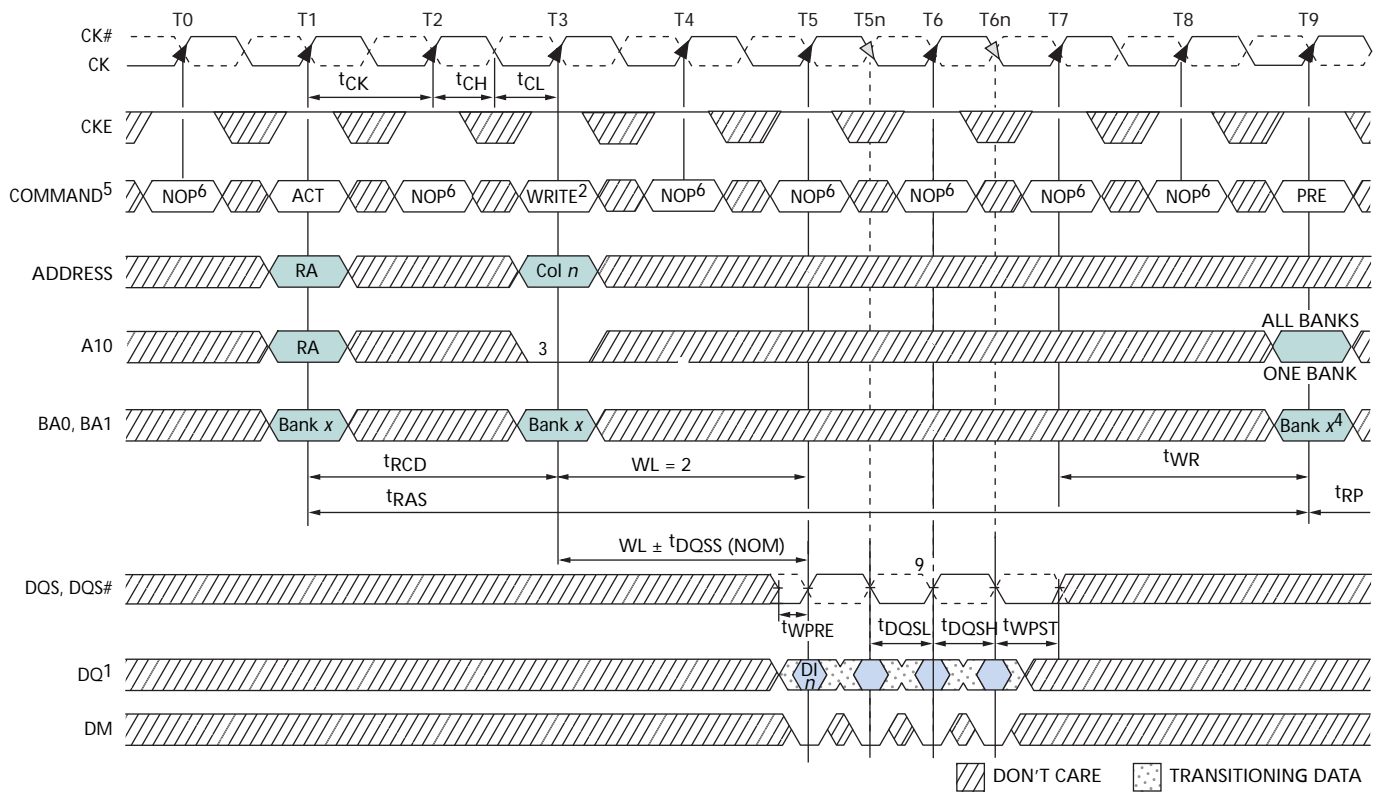 T0 T1 T2 T3 T4 T5 T5n T6 T6n T7 T8 T9
CK#
CK
tCK tCH tCL
CKE
COMMAND5 NOP6 ACT NOP6 WRITE2 NOP6 NOP6 NOP6 NOP6 NOP6 PRE
ADDRESS RA Col n
ALL BANKS
A10 RA 3
ONE BANK
BA0, BA1 Bank x Bank x Bank x4
tRCD WL = 2 tWR
tRAS tRP
WL ± tDQSS (NOM)
9
DQS, DQS#
tWPRE tDQSL tDQSH tWPST
DQ1 DI
n
DM
DON'T CARE TRANSITIONING DATA